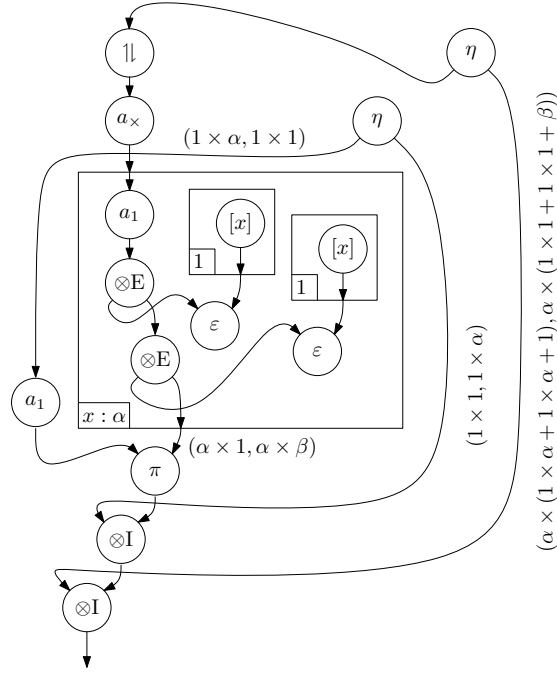 ⥮
η
a×
η
(1 × α, 1 × 1)
a₁
[x]
[x]
1
1
⊗E
ε
ε
⊗E
a₁
x : α
(α × 1, α × β)
(1 × 1, 1 × α)
(α × (1 × α + 1 × α + 1), α × (1 × 1 + 1 × 1 + β))
π
⊗I
⊗I